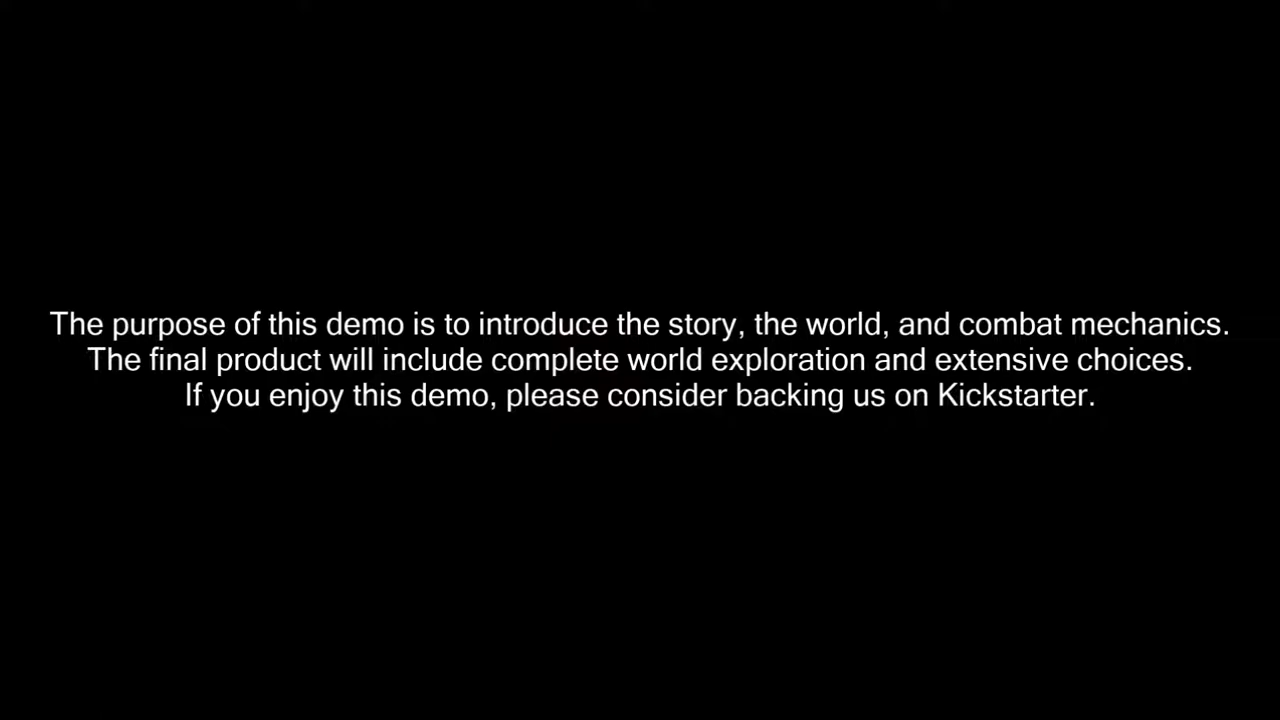 The purpose of this demo is to introduce the story, the world, and combat mechanics.
The final product will include complete world exploration and extensive choices.
If you enjoy this demo, please consider backing us on Kickstarter.